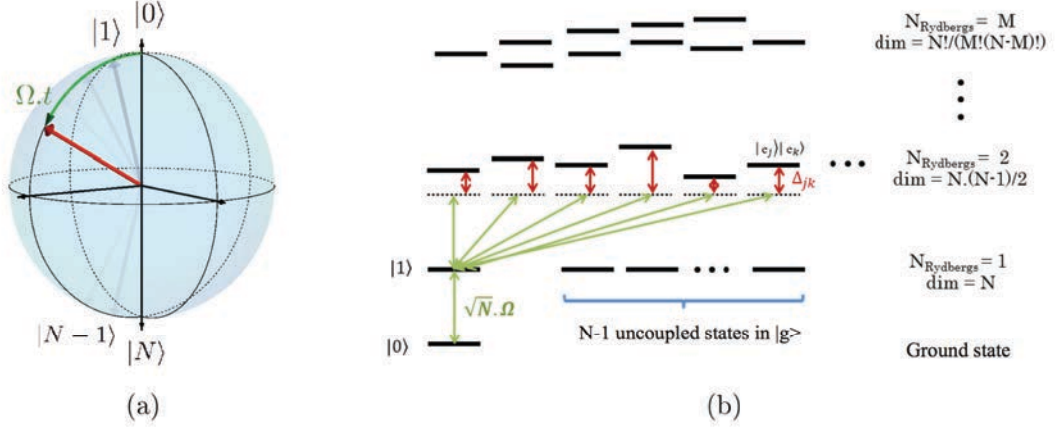 |0⟩
|1⟩
Ω.t
|N − 1⟩
|N⟩
(a)
N_Rydbergs = M
dim = N!/(M!(N-M)!)
|e_j⟩|e_k⟩
Δ_jk
N_Rydbergs = 2
dim = N.(N-1)/2
|1⟩
N_Rydbergs = 1
dim = N
√N.Ω
N-1 uncoupled states in |g>
|0⟩
Ground state
(b)